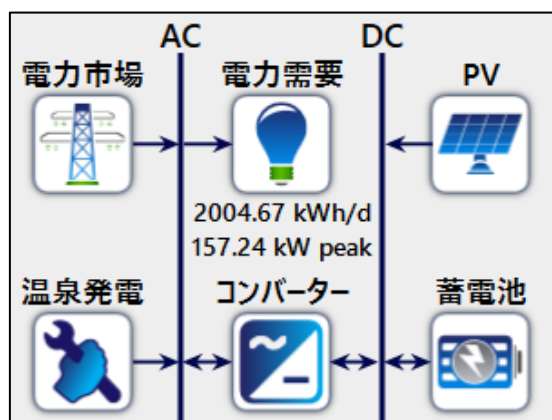 AC
DC
電力市場
電力需要
PV
2004.67 kWh/d
157.24 kW peak
温泉発電
コンバーター
蓄電池